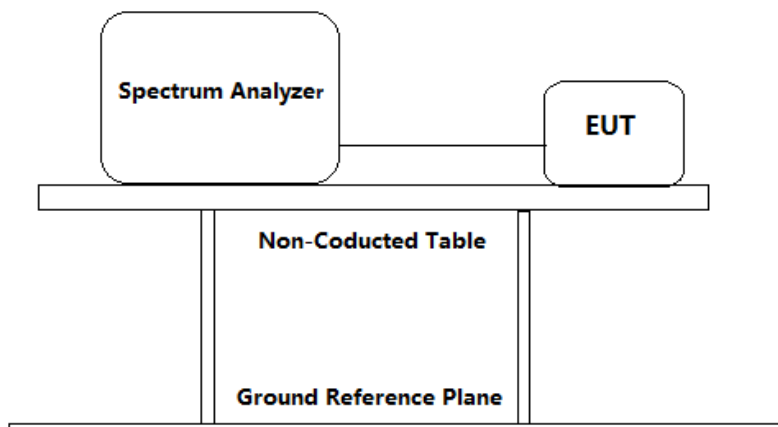 Spectrum Analyzer
EUT
Non-Coducted Table
Ground Reference Plane